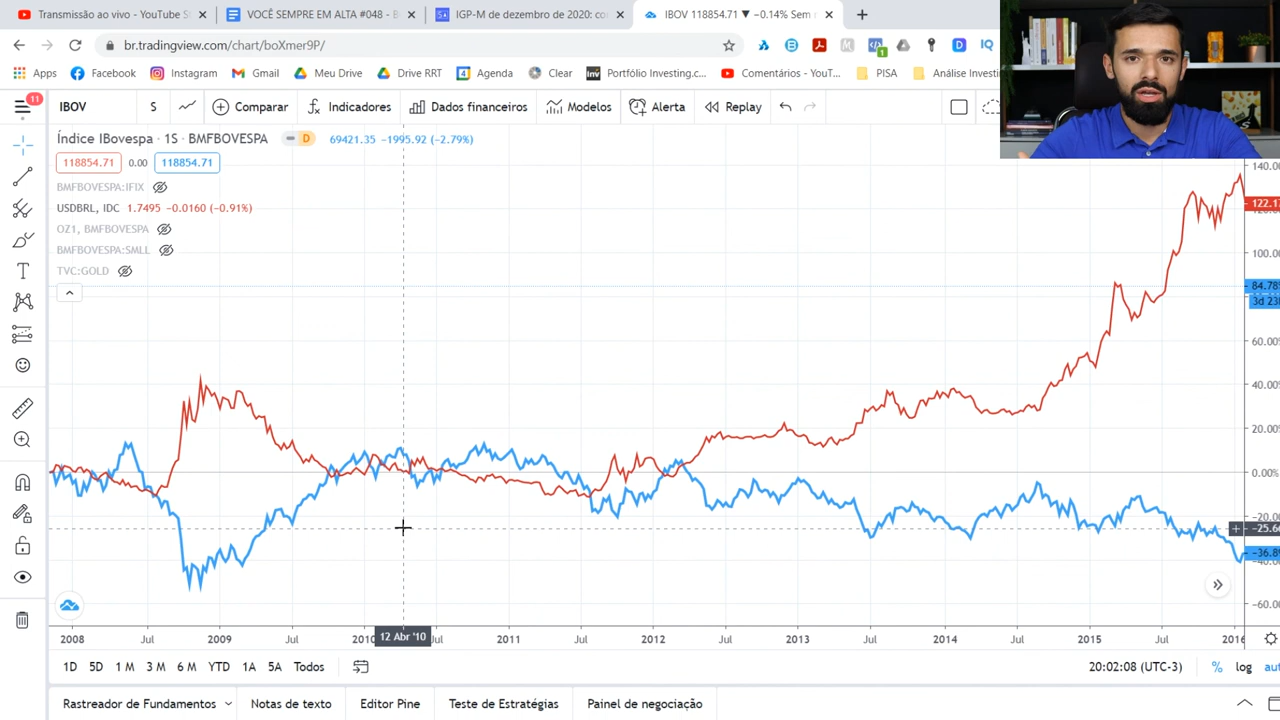 Transmissão ao vivo - YouTube S
VOCÊ SEMPRE EM ALTA #048 - B
IGP-M de dezembro de 2020: co
IBOV 118854.71 ▼ −0.14% Sem n
br.tradingview.com/chart/boXmer9P/
Apps
Facebook
Instagram
Gmail
Meu Drive
Drive RRT
Agenda
Clear
Portfólio Investing.c...
Comentários - YouT...
PISA
Análise Investi
11
IBOV
Comparar
Indicadores
Dados financeiros
Modelos
Alerta
Replay
Índice IBovespa · 1S · BMFBOVESPA
D
69421.35 −1995.92 (−2.79%)
118854.71 0.00 118854.71
BMFBOVESPA:IFIX
USDBRL, IDC 1.7495 −0.0160 (−0.91%)
OZ1, BMFBOVESPA
BMFBOVESPA:SMLL
TVC:GOLD
140.00
122.1
100.00
84.78
3d 23
60.00%
40.00%
20.00%
0.00%
−20.00
−25.6
−36.8
−40.00
−60.00
2008 Jul 2009 Jul 2010 12 Abr '10 Jul 2011 Jul 2012 Jul 2013 Jul 2014 Jul 2015 Jul 2016
1D 5D 1 M 3 M 6 M YTD 1A 5A Todos
20:02:08 (UTC-3) % log aut
Rastreador de Fundamentos
Notas de texto
Editor Pine
Teste de Estratégias
Painel de negociação